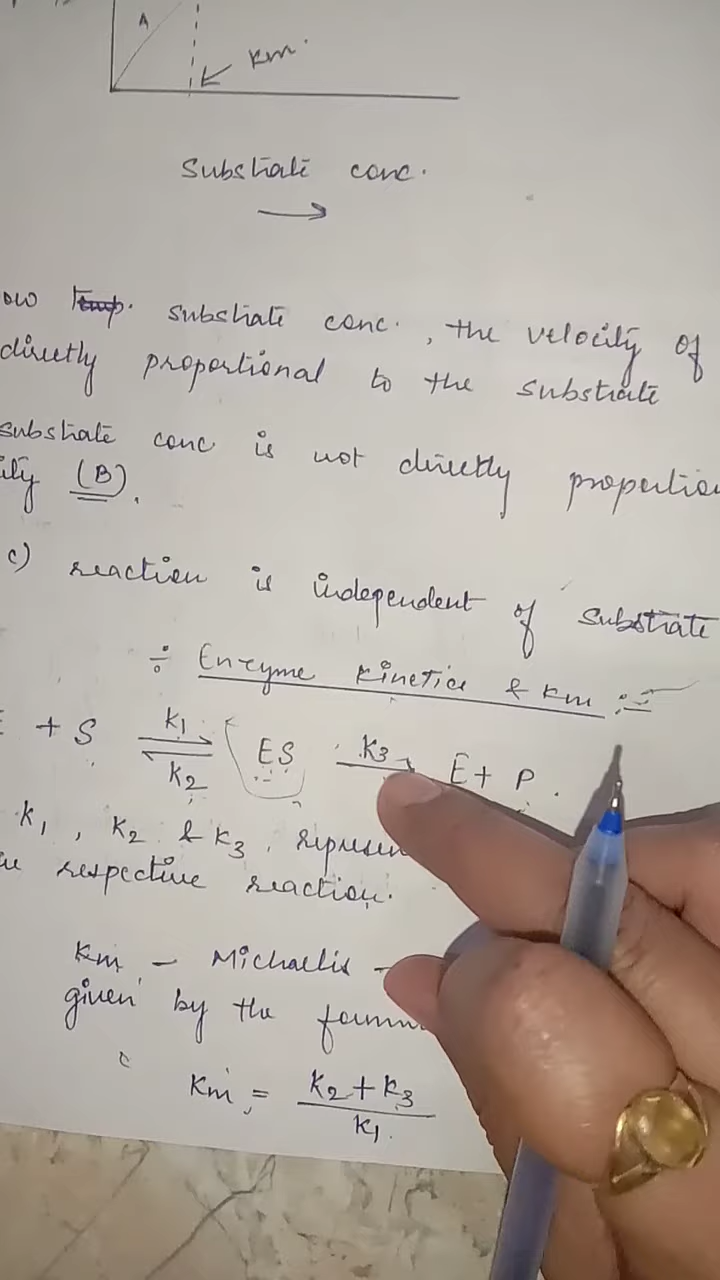 A
Km.
Substrate conc.
substrate conc., the velocity of
directly proportional to the substrate
substrate conc is not directly
(B).
c) reaction is independent of substrate
÷ Enzyme kinetics & Km :-
+ S K1 K2 ES K3 E + P.
K1, K2 & K3,
respective reaction.
Km - Michaelis -
given by the
Km = K2 + K3 / K1.